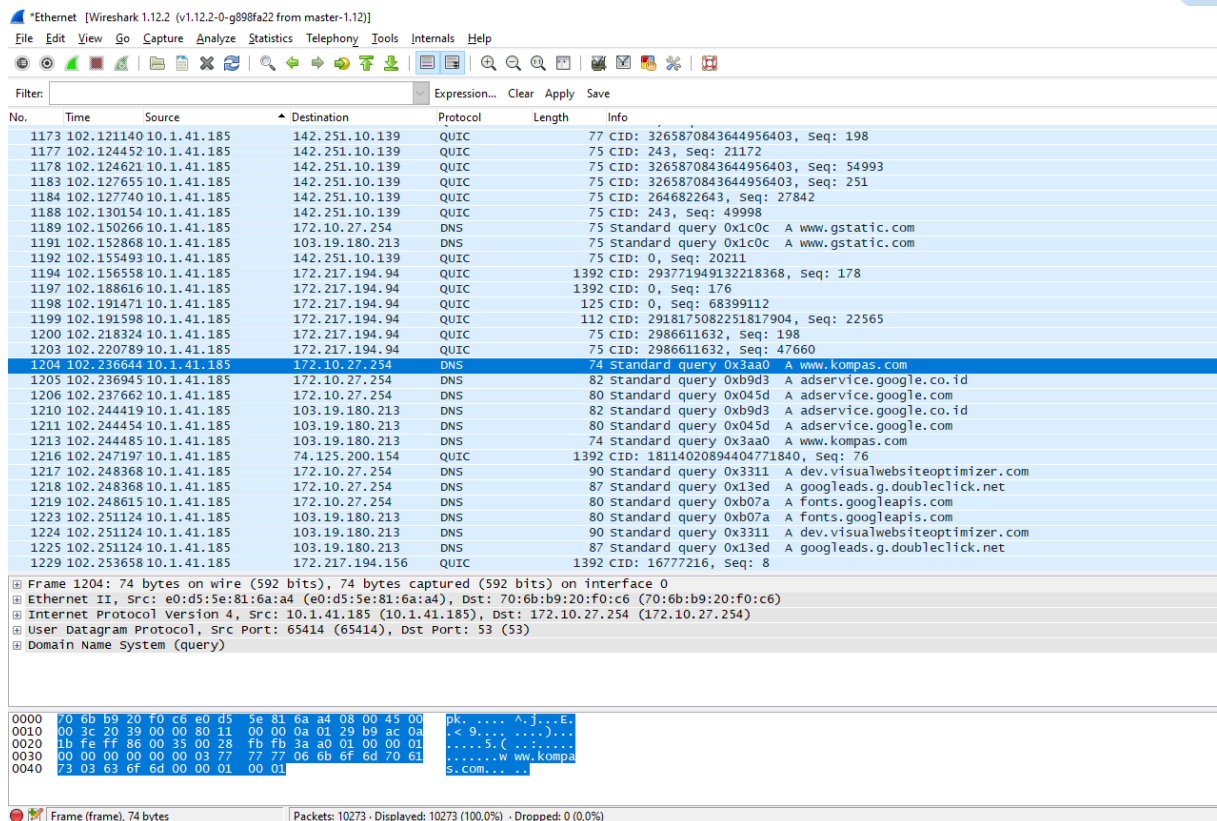 *Ethernet [Wireshark 1.12.2 (v1.12.2-0-g898fa22 from master-1.12)]
File Edit View Go Capture Analyze Statistics Telephony Tools Internals Help
Filter: Expression... Clear Apply Save
No. Time Source Destination Protocol Length Info
1173 102.121140 10.1.41.185 142.251.10.139 QUIC 77 CID: 3265870843644956403, Seq: 198
1177 102.124452 10.1.41.185 142.251.10.139 QUIC 75 CID: 243, Seq: 21172
1178 102.124621 10.1.41.185 142.251.10.139 QUIC 75 CID: 3265870843644956403, Seq: 54993
1183 102.127655 10.1.41.185 142.251.10.139 QUIC 75 CID: 3265870843644956403, Seq: 251
1184 102.127740 10.1.41.185 142.251.10.139 QUIC 75 CID: 2646822643, Seq: 27842
1188 102.130154 10.1.41.185 142.251.10.139 QUIC 75 CID: 243, Seq: 49998
1189 102.150266 10.1.41.185 172.10.27.254 DNS 75 Standard query 0x1c0c A www.gstatic.com
1191 102.152868 10.1.41.185 103.19.180.213 DNS 75 Standard query 0x1c0c A www.gstatic.com
1192 102.155493 10.1.41.185 142.251.10.139 QUIC 75 CID: 0, Seq: 20211
1194 102.156558 10.1.41.185 172.217.194.94 QUIC 1392 CID: 293771949132218368, Seq: 178
1197 102.188616 10.1.41.185 172.217.194.94 QUIC 1392 CID: 0, Seq: 176
1198 102.191471 10.1.41.185 172.217.194.94 QUIC 125 CID: 0, Seq: 68399112
1199 102.191598 10.1.41.185 172.217.194.94 QUIC 112 CID: 2918175082251817904, Seq: 22565
1200 102.218324 10.1.41.185 172.217.194.94 QUIC 75 CID: 2986611632, Seq: 198
1203 102.220789 10.1.41.185 172.217.194.94 QUIC 75 CID: 2986611632, Seq: 47660
1204 102.236644 10.1.41.185 172.10.27.254 DNS 74 Standard query 0x3aa0 A www.kompas.com
1205 102.236945 10.1.41.185 172.10.27.254 DNS 82 Standard query 0xb9d3 A adservice.google.co.id
1206 102.237662 10.1.41.185 172.10.27.254 DNS 80 Standard query 0x045d A adservice.google.com
1210 102.244419 10.1.41.185 103.19.180.213 DNS 82 Standard query 0xb9d3 A adservice.google.co.id
1211 102.244454 10.1.41.185 103.19.180.213 DNS 80 Standard query 0x045d A adservice.google.com
1213 102.244485 10.1.41.185 103.19.180.213 DNS 74 Standard query 0x3aa0 A www.kompas.com
1216 102.247197 10.1.41.185 74.125.200.154 QUIC 1392 CID: 18114020894404771840, Seq: 76
1217 102.248368 10.1.41.185 172.10.27.254 DNS 90 Standard query 0x3311 A dev.visualwebsiteoptimizer.com
1218 102.248368 10.1.41.185 172.10.27.254 DNS 87 Standard query 0x13ed A googleads.g.doubleclick.net
1219 102.248615 10.1.41.185 172.10.27.254 DNS 80 Standard query 0xb07a A fonts.googleapis.com
1223 102.251124 10.1.41.185 103.19.180.213 DNS 80 Standard query 0xb07a A fonts.googleapis.com
1224 102.251124 10.1.41.185 103.19.180.213 DNS 90 Standard query 0x3311 A dev.visualwebsiteoptimizer.com
1225 102.251124 10.1.41.185 103.19.180.213 DNS 87 Standard query 0x13ed A googleads.g.doubleclick.net
1229 102.253658 10.1.41.185 172.217.194.156 QUIC 1392 CID: 16777216, Seq: 8
Frame 1204: 74 bytes on wire (592 bits), 74 bytes captured (592 bits) on interface 0
Ethernet II, Src: e0:d5:5e:81:6a:a4 (e0:d5:5e:81:6a:a4), Dst: 70:6b:b9:20:f0:c6 (70:6b:b9:20:f0:c6)
Internet Protocol Version 4, Src: 10.1.41.185 (10.1.41.185), Dst: 172.10.27.254 (172.10.27.254)
User Datagram Protocol, Src Port: 65414 (65414), Dst Port: 53 (53)
Domain Name System (query)
0000 70 6b b9 20 f0 c6 e0 d5 5e 81 6a a4 08 00 45 00 pk. .... ^.j...E.
0010 00 3c 20 39 00 00 80 11 00 00 0a 01 29 b9 ac 0a .< 9.... ....)...
0020 1b fe ff 86 00 35 00 28 fb fb 3a a0 01 00 00 01 .....5.( ..:.....
0030 00 00 00 00 00 00 03 77 77 77 06 6b 6f 6d 70 61 .......w ww.kompa
0040 73 03 63 6f 6d 00 00 01 00 01 s.com... ..
Frame (frame), 74 bytes Packets: 10273 · Displayed: 10273 (100,0%) · Dropped: 0 (0,0%)